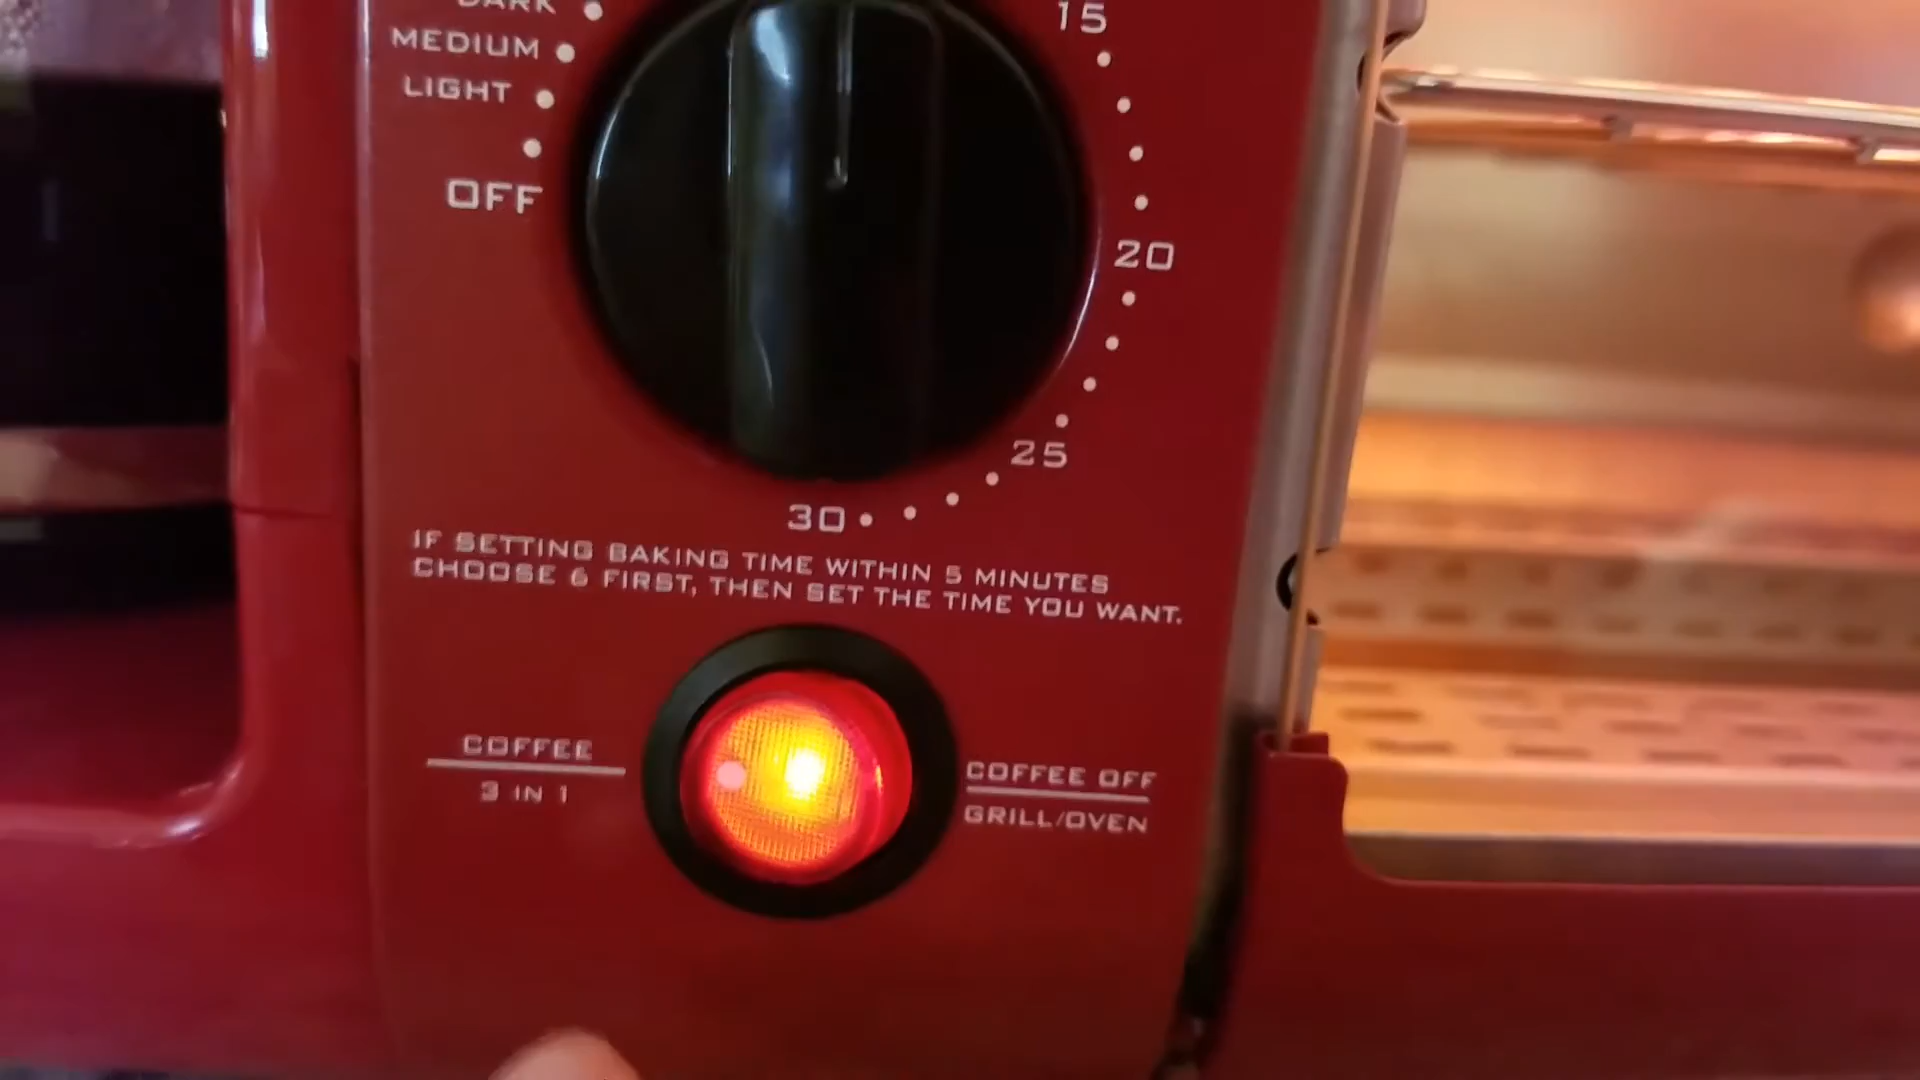 DARK
MEDIUM
LIGHT
OFF
15
20
25
30
IF SETTING BAKING TIME WITHIN 5 MINUTES
CHOOSE 6 FIRST, THEN SET THE TIME YOU WANT.
COFFEE
3 IN 1
COFFEE OFF
GRILL/OVEN